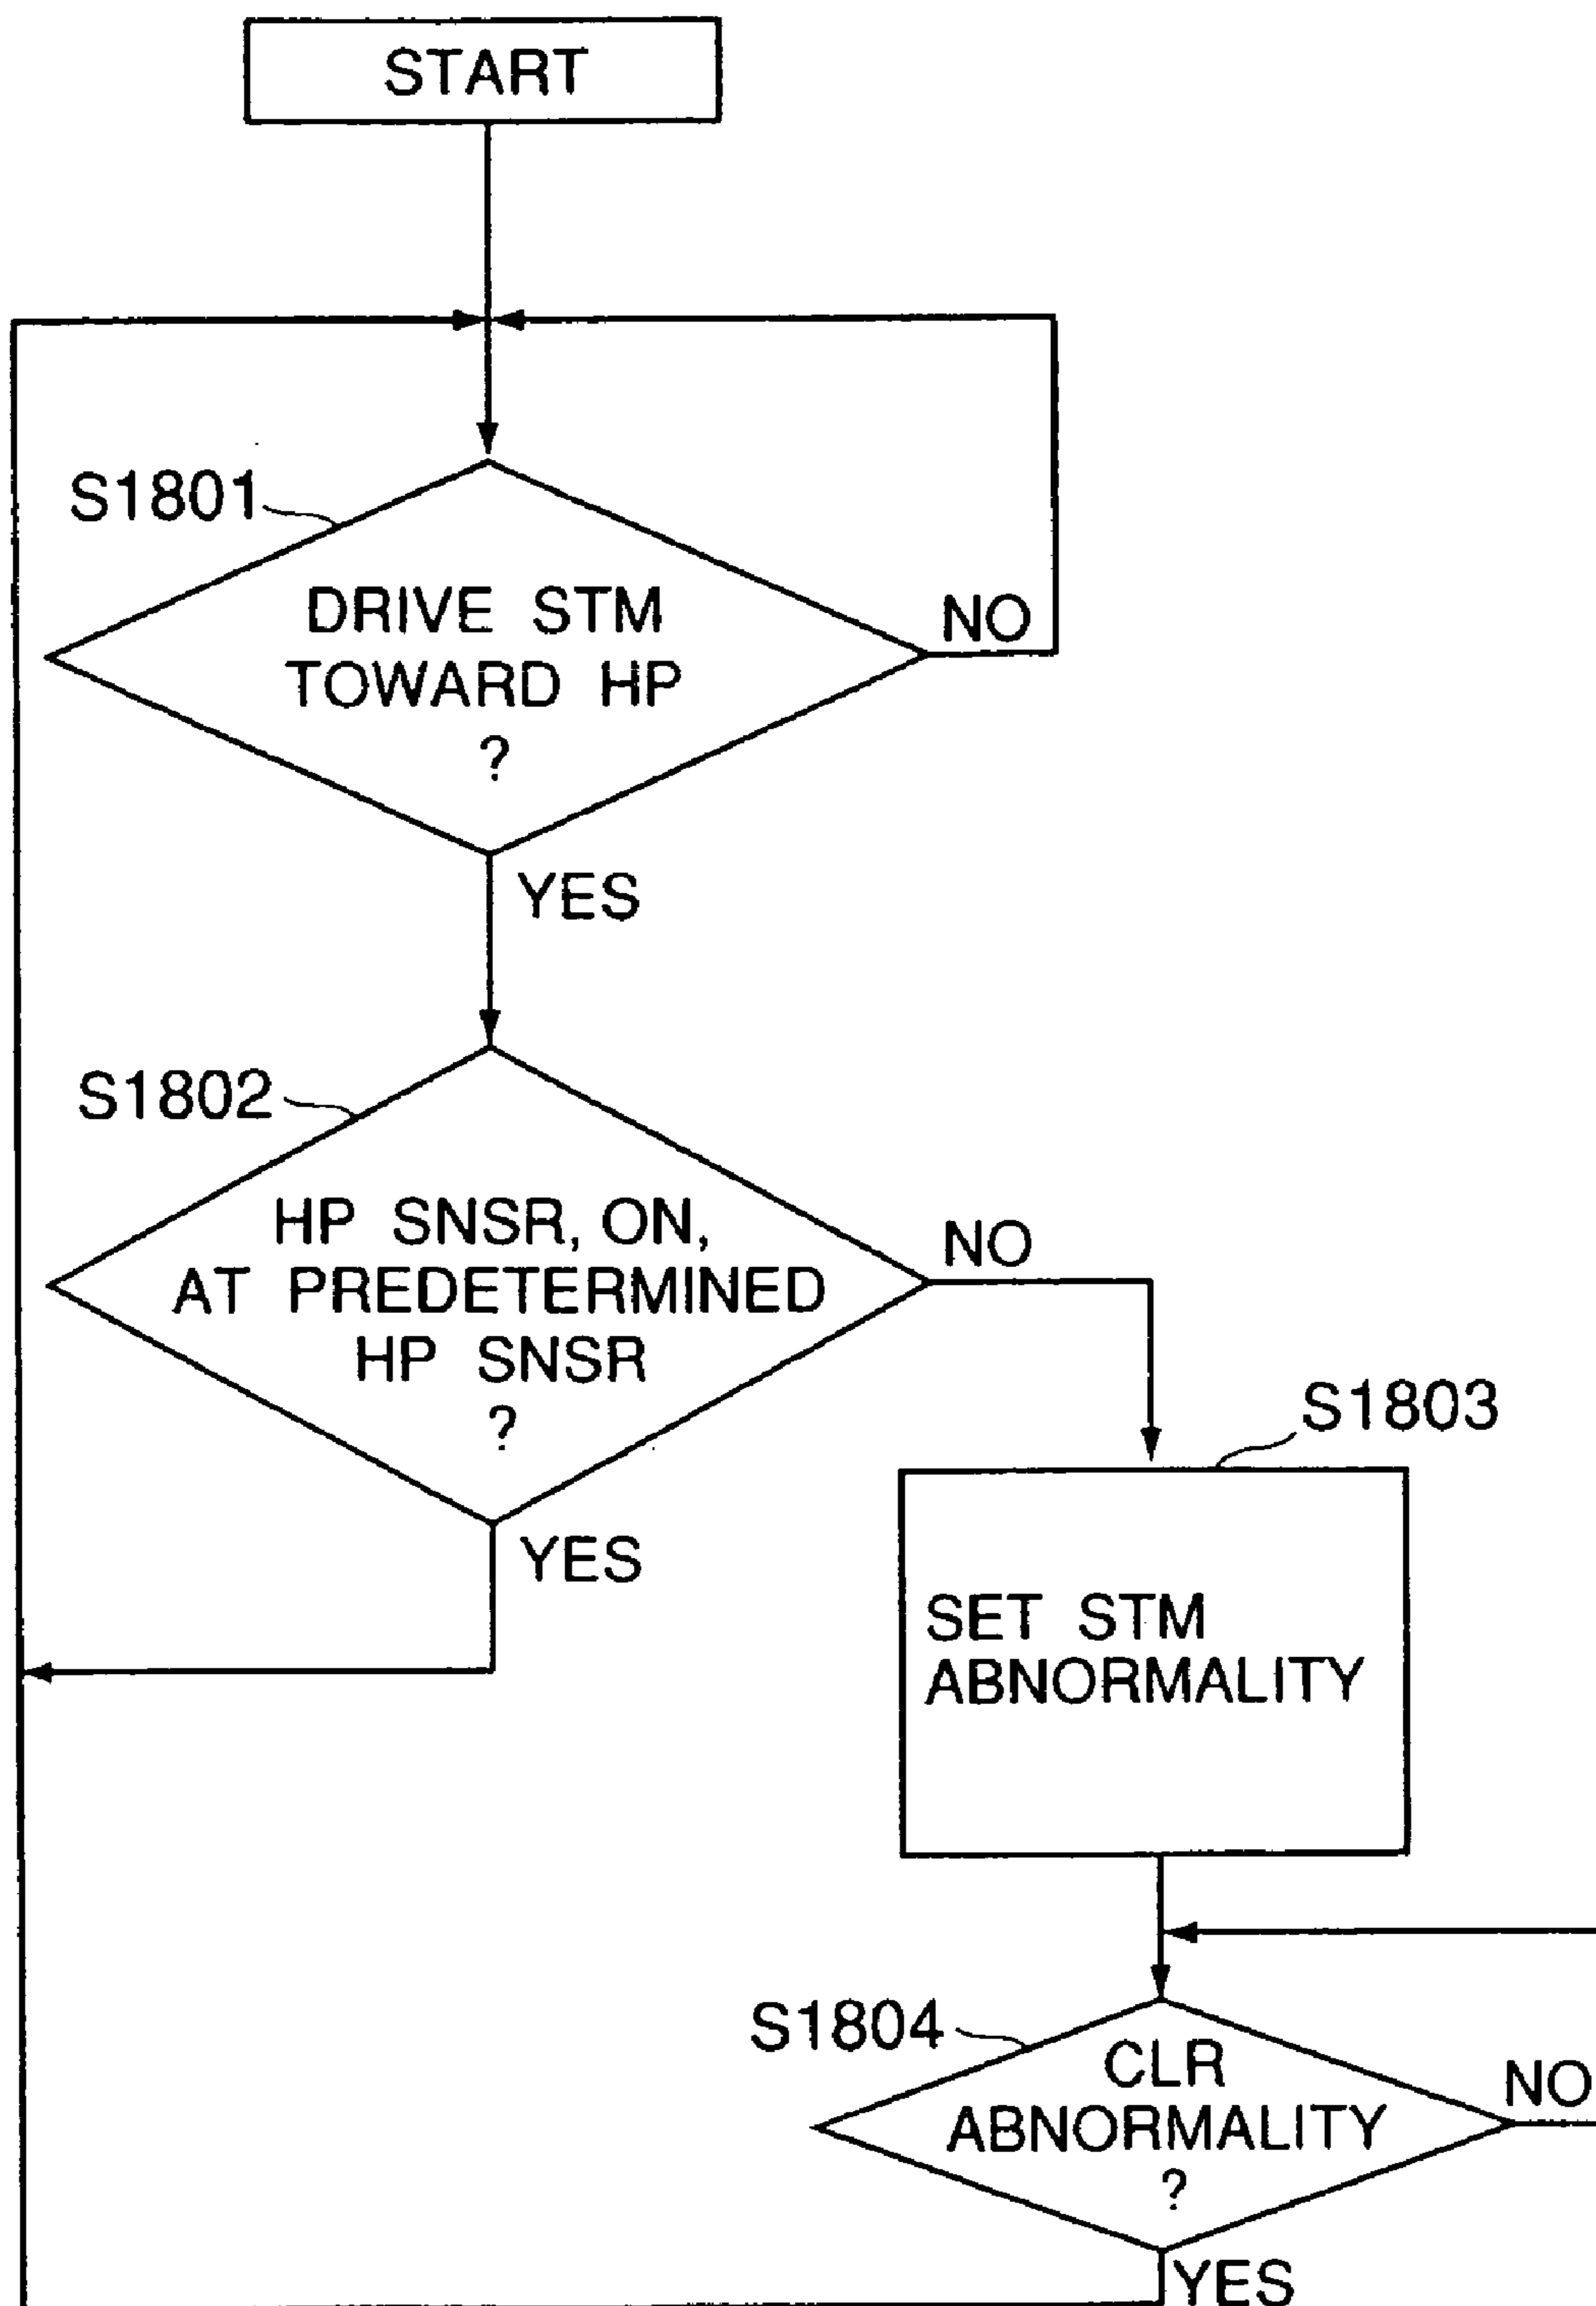 START
S1801
DRIVE STM
TOWARD HP
?
NO
YES
S1802
HP SNSR, ON,
AT PREDETERMINED
HP SNSR
?
NO
YES
S1803
SET STM
ABNORMALITY
S1804
CLR
ABNORMALITY
?
NO
YES